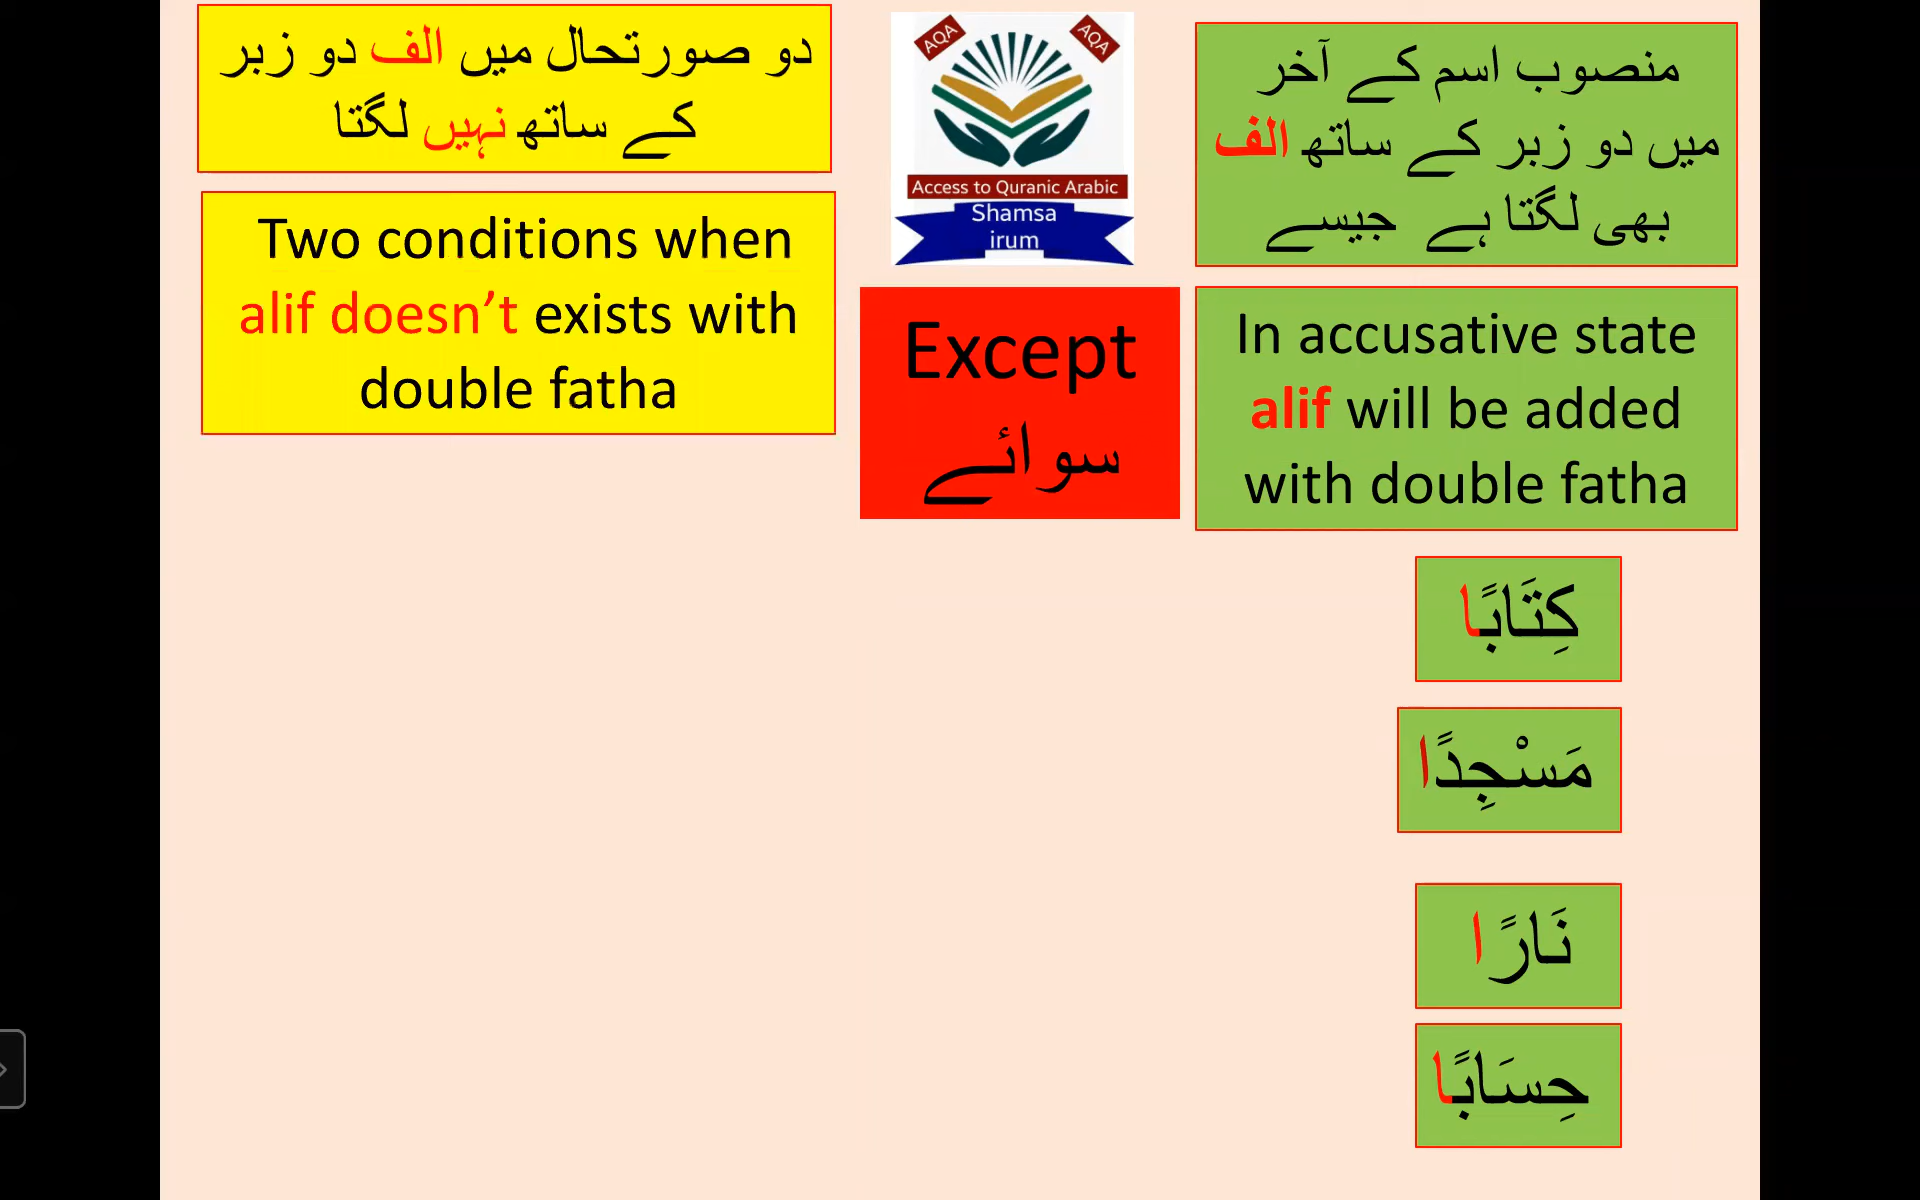 دو صورتحال میں الف دو زبر
کے ساتھ نہیں لگتا
Two conditions when
alif doesn’t exists with
double fatha
AQA
AQA
Access to Quranic Arabic
Shamsa
irum
Except
سوائے
منصوب اسم کے آخر
میں دو زبر کے ساتھ الف
بھی لگتا ہے جیسے
In accusative state
alif will be added
with double fatha
كِتَابًا
مَسْجِدًا
نَارًا
حِسَابًا